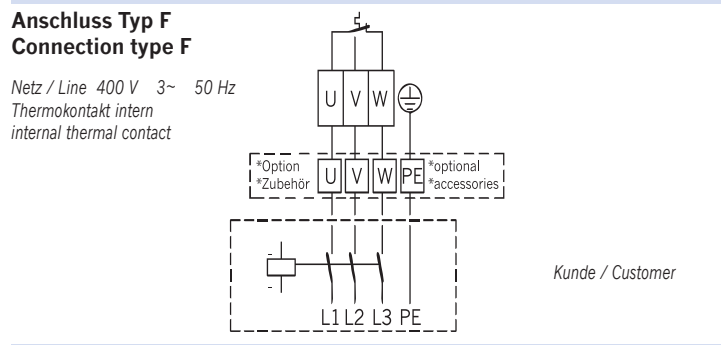 Anschluss Typ F
Connection type F
Netz / Line 400 V 3~ 50 Hz
Thermokontakt intern
internal thermal contact
U V W
*Option
*Zubehör
U V W PE
*optional
*accessories
Kunde / Customer
L1 L2 L3 PE